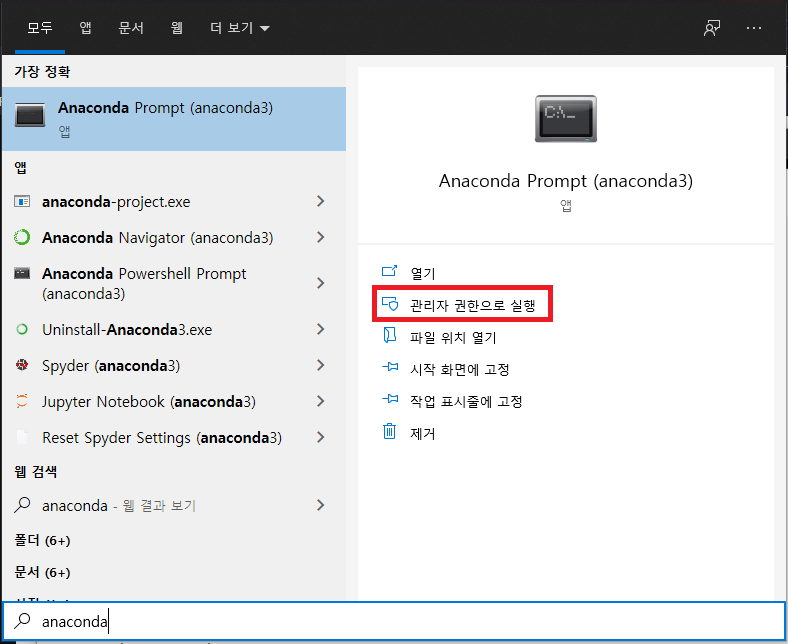 모두 앱 문서 웹 더 보기
가장 정확
Anaconda Prompt (anaconda3)
앱
앱
anaconda-project.exe
Anaconda Navigator (anaconda3)
Anaconda Powershell Prompt
(anaconda3)
Uninstall-Anaconda3.exe
Spyder (anaconda3)
Jupyter Notebook (anaconda3)
Reset Spyder Settings (anaconda3)
웹 검색
anaconda - 웹 결과 보기
폴더 (6+)
문서 (6+)
anaconda
C:\_
Anaconda Prompt (anaconda3)
앱
열기
관리자 권한으로 실행
파일 위치 열기
시작 화면에 고정
작업 표시줄에 고정
제거